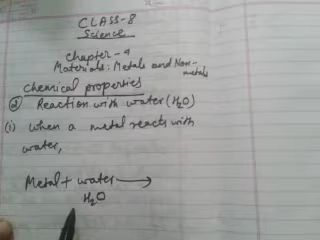 CLASS-8
Science
Chapter-4
Materials: Metals and Non-
metals
Chemical properties
② Reaction with water (H₂O)
(1) When a metal reacts with
water,
Metal + water ⟶
H₂O